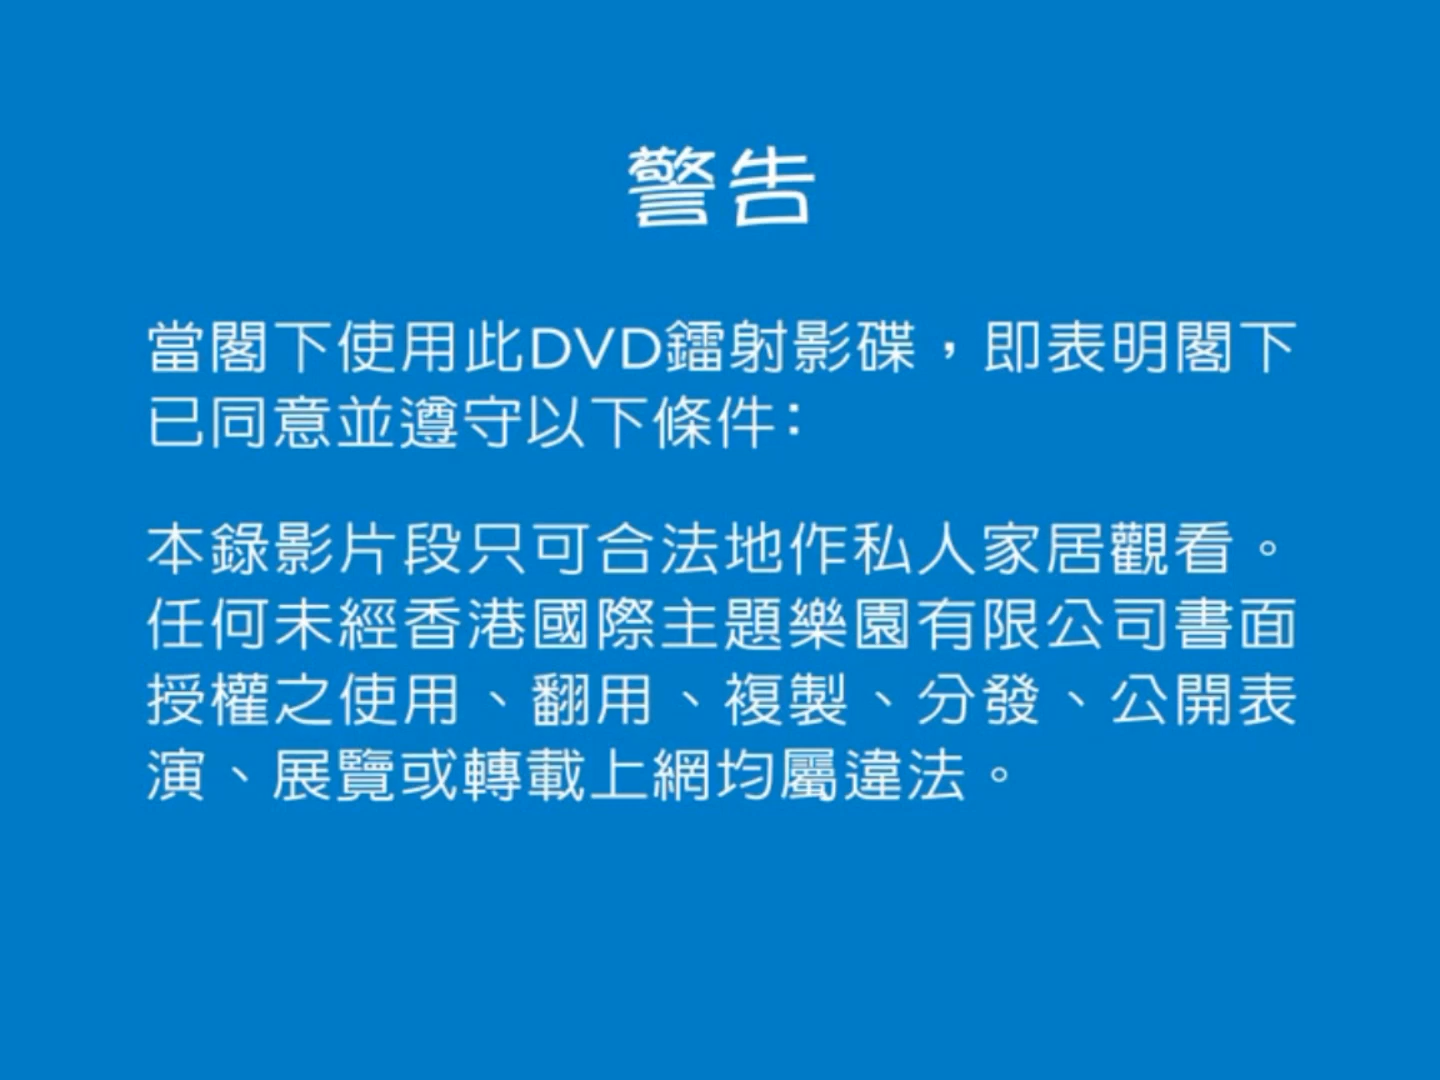 警告
當閣下使用此DVD鐳射影碟，即表明閣下
已同意並遵守以下條件：
本錄影片段只可合法地作私人家居觀看。
任何未經香港國際主題樂園有限公司書面
授權之使用、翻用、複製、分發、公開表
演、展覽或轉載上網均屬違法。